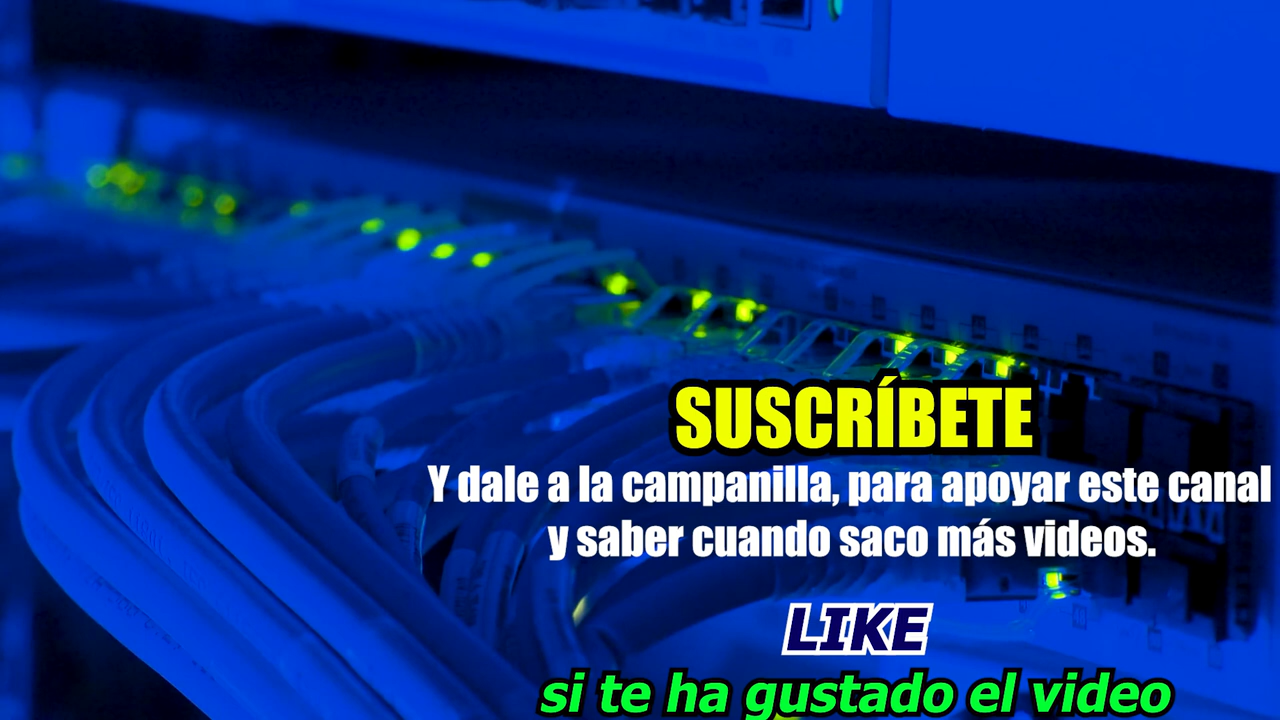 SUSCRÍBETE
Y dale a la campanilla, para apoyar este canal
y saber cuando saco más videos.
LIKE
si te ha gustado el video